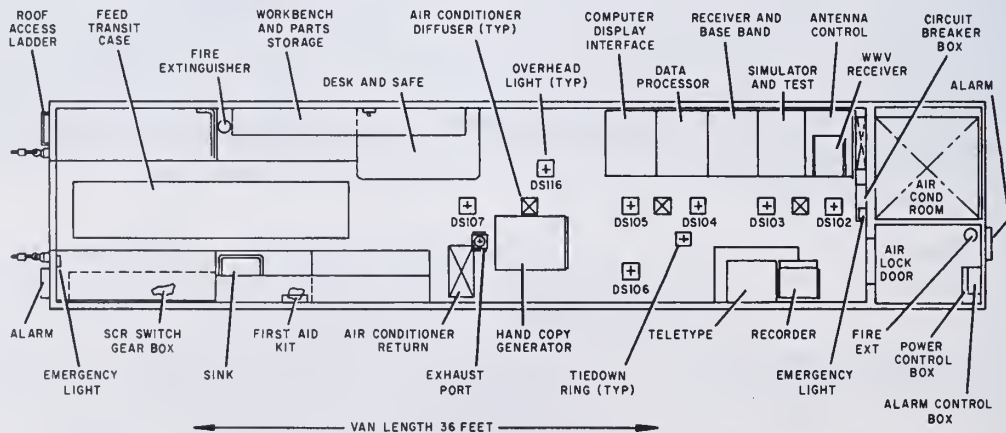 ROOF
ACCESS
LADDER
FEED
TRANSIT
CASE
FIRE
EXTINGUISHER
WORKBENCH
AND PARTS
STORAGE
DESK AND SAFE
AIR CONDITIONER
DIFFUSER (TYP)
OVERHEAD
LIGHT (TYP)
COMPUTER
DISPLAY
INTERFACE
DATA
PROCESSOR
RECEIVER AND
BASE BAND
SIMULATOR
AND TEST
ANTENNA
CONTROL
WWV
RECEIVER
CIRCUIT
BREAKER
BOX
ALARM
DS116
DS107
DS105
DS104
DS103
DS102
DS106
AIR
COND
ROOM
AIR
LOCK
DOOR
ALARM
EMERGENCY
LIGHT
SCR SWITCH
GEAR BOX
SINK
FIRST AID
KIT
AIR CONDITIONER
RETURN
EXHAUST
PORT
HAND COPY
GENERATOR
TIEDOWN
RING (TYP)
TELETYPE
RECORDER
EMERGENCY
LIGHT
FIRE
EXT
POWER
CONTROL
BOX
ALARM CONTROL
BOX
VAN LENGTH 36 FEET